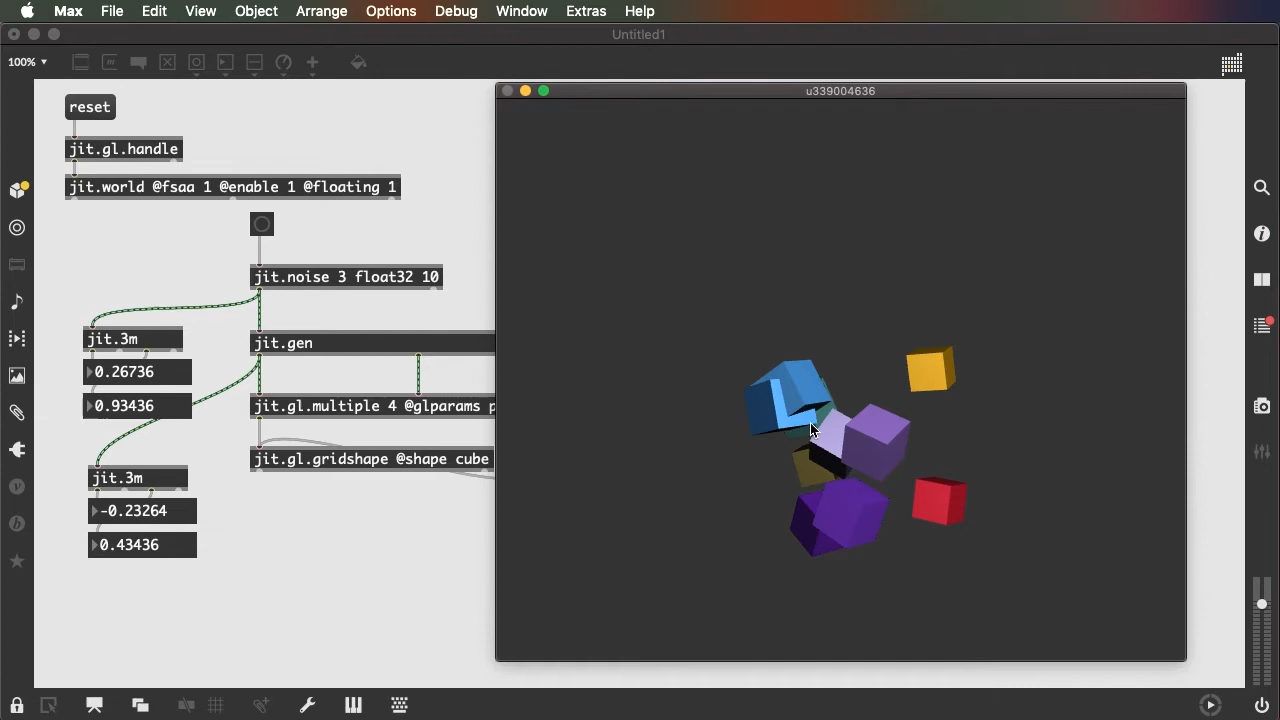 Max File Edit View Object Arrange Options Debug Window Extras Help
Untitled1
100%
u339004636
reset
jit.gl.handle
jit.world @fsaa 1 @enable 1 @floating 1
jit.noise 3 float32 10
jit.3m
jit.gen
0.26736
0.93436
jit.gl.multiple 4 @glparams p
jit.gl.gridshape @shape cube
jit.3m
-0.23264
0.43436